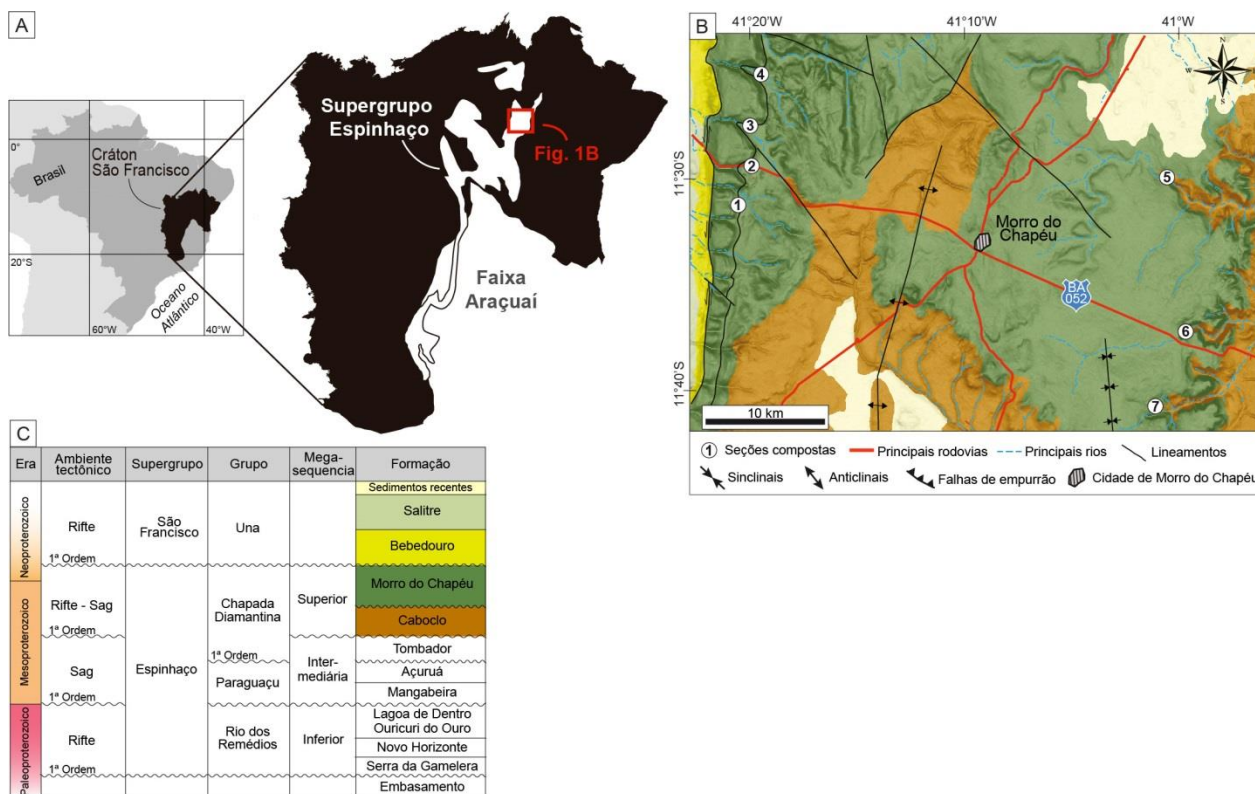 A
Supergrupo
Espinhaço
Fig. 1B
0°
Brasil
Cráton
São Francisco
20°S
Oceano
Atlântico
60°W
40°W
Faixa
Araçuaí
B
41°20'W
41°10'W
41°W
11°30'S
11°40'S
N
S
W
E
4
3
2
1
5
Morro do
Chapéu
BA
052
6
7
10 km
1 Seções compostas
Principais rodovias
Principais rios
Lineamentos
Sinclinais
Anticlinais
Falhas de empurrão
Cidade de Morro do Chapéu
C
Era
Ambiente
tectônico
Supergrupo
Grupo
Mega-
sequencia
Formação
Neoproterozoico
Rifte
1ª Ordem
São
Francisco
Una
Sedimentos recentes
Salitre
Bebedouro
Mesoproterozoico
Rifte - Sag
1ª Ordem
Sag
1ª Ordem
Espinhaço
Chapada
Diamantina
1ª Ordem
Paraguaçu
Superior
Inter-
mediária
Morro do Chapéu
Caboclo
Tombador
Açuruá
Mangabeira
Paleoproterozoico
Rifte
1ª Ordem
Rio dos
Remédios
Inferior
Lagoa de Dentro
Ouricuri do Ouro
Novo Horizonte
Serra da Gamelera
Embasamento